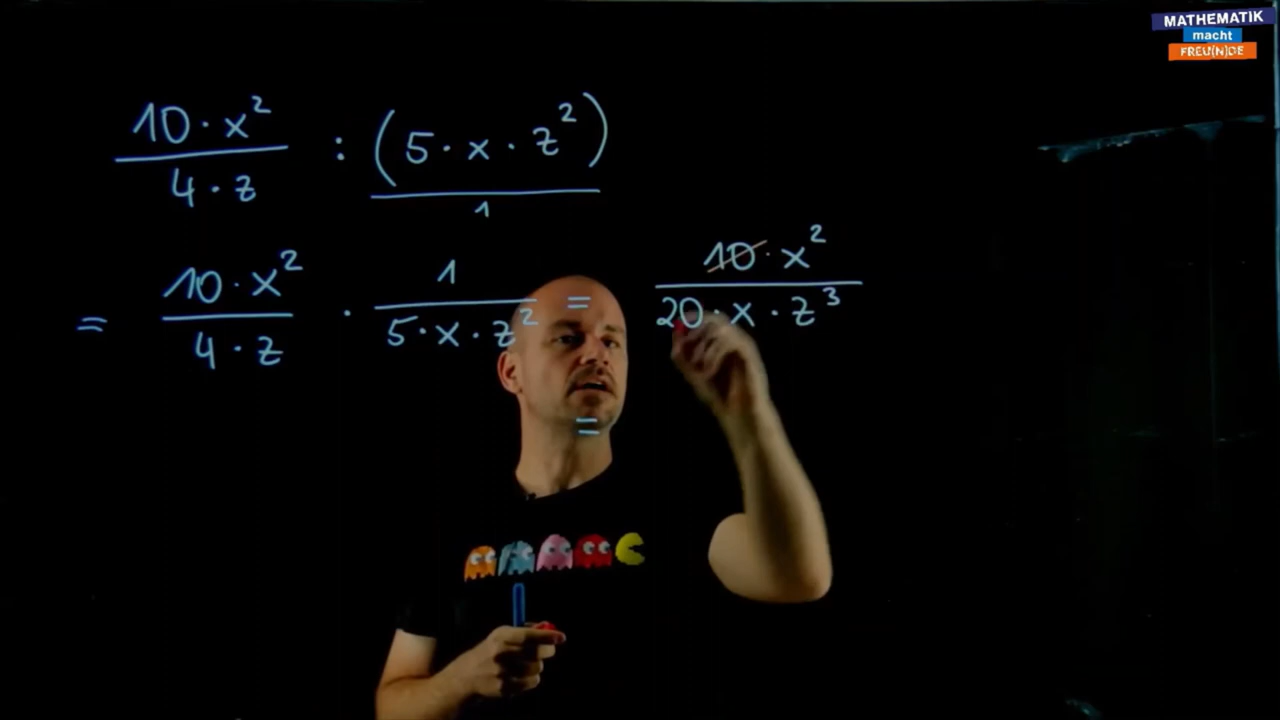 MATHEMATIK
macht
FREU(N)DE
10 · x²
4 · z
: (5 · x · z²)
1
= 10 · x²
4 · z
· 1
5 · x · z²
= 10 · x²
20 · x · z³
=